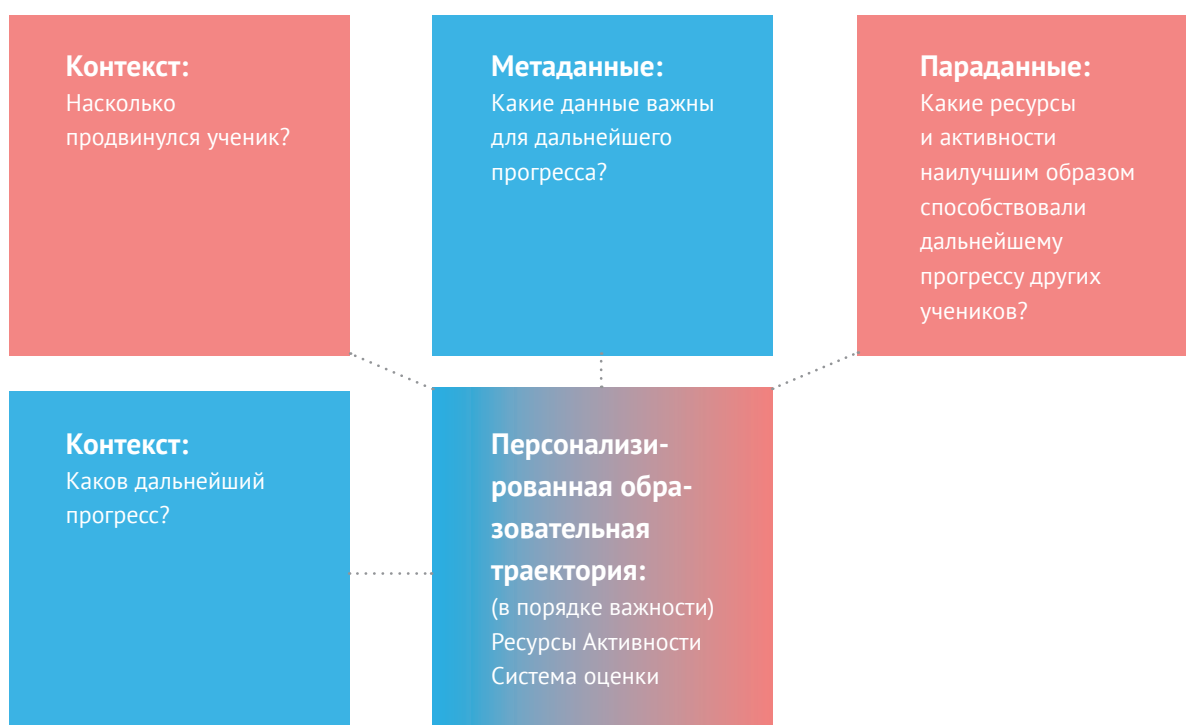 Контекст:
Насколько
продвинулся ученик?
Метаданные:
Какие данные важны
для дальнейшего
прогресса?
Параданные:
Какие ресурсы
и активности
наилучшим образом
способствовали
дальнейшему
прогрессу других
учеников?
Контекст:
Каков дальнейший
прогресс?
Персонализи-
рованная обра-
зовательная
траектория:
(в порядке важности)
Ресурсы Активности
Система оценки